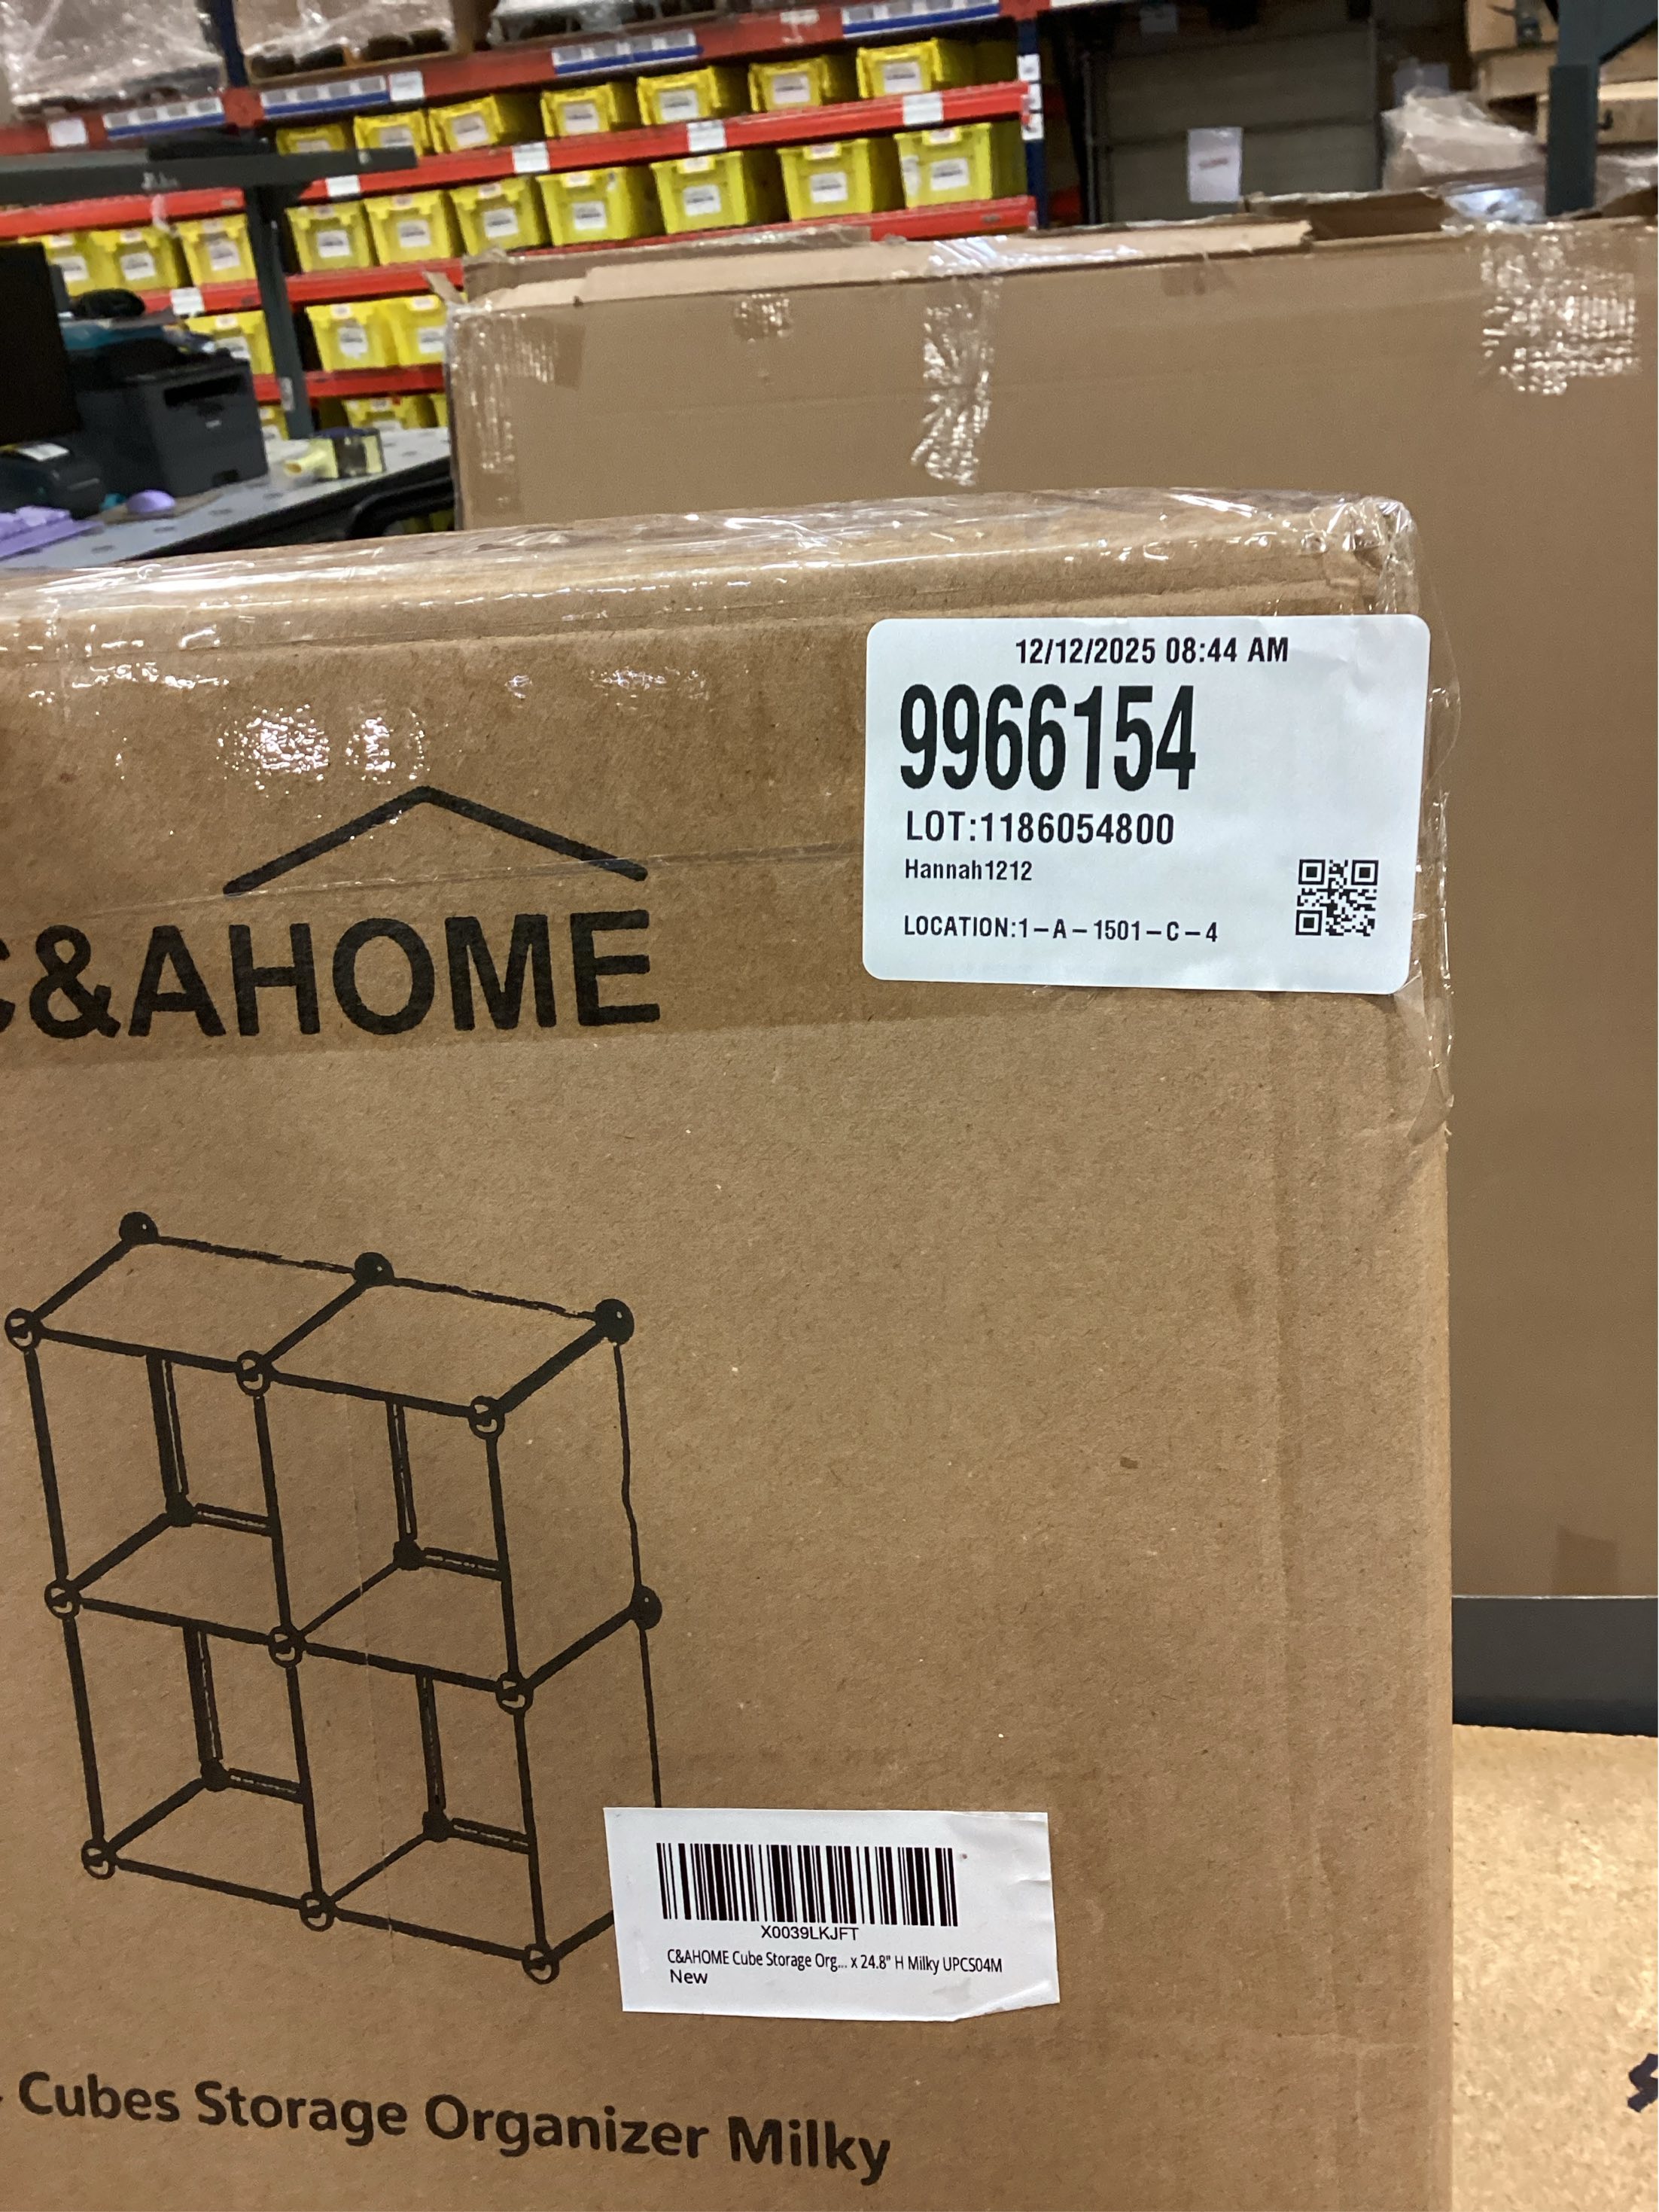 12/12/2025 08:44 AM
9966154
LOT:1186054800
Hannah1212
LOCATION:1-A-1501-C-4
&AHOME
X0039LKJFT
C&AHOME Cube Storage Org... x 24.8" H Milky UPCS04M
New
Cubes Storage Organizer Milky